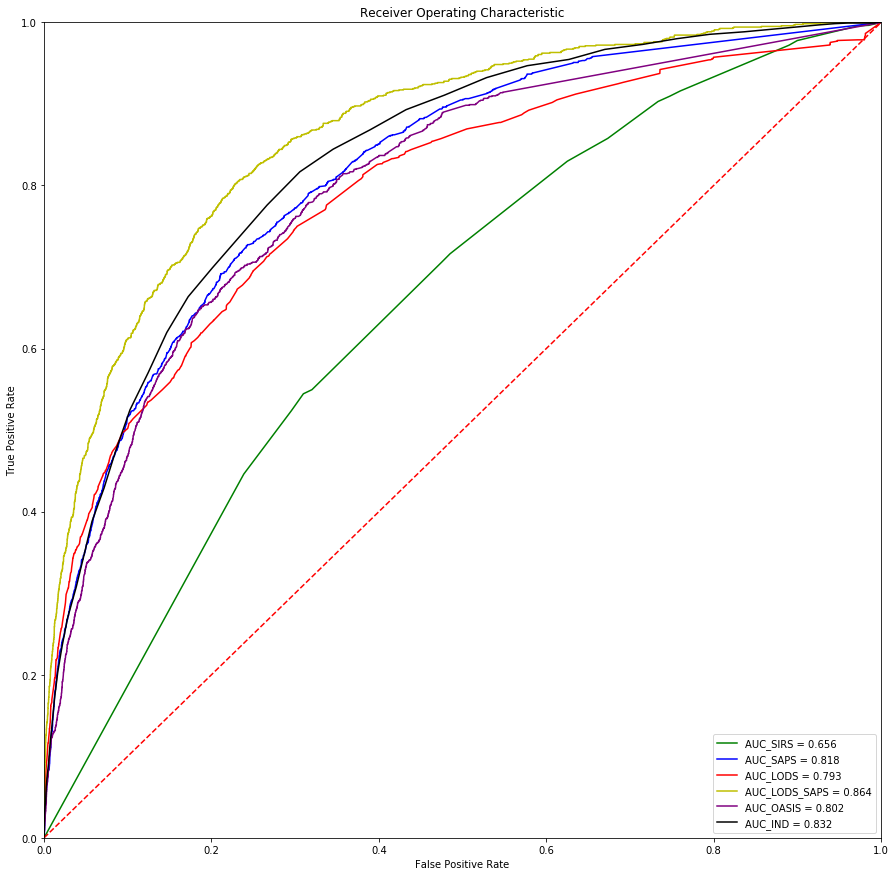 Receiver Operating Characteristic
1.0
0.8
0.6
0.4
0.2
0.0
True Positive Rate
0.0 0.2 0.4 0.6 0.8 1.0
False Positive Rate
AUC_SIRS = 0.656
AUC_SAPS = 0.818
AUC_LODS = 0.793
AUC_LODS_SAPS = 0.864
AUC_OASIS = 0.802
AUC_IND = 0.832